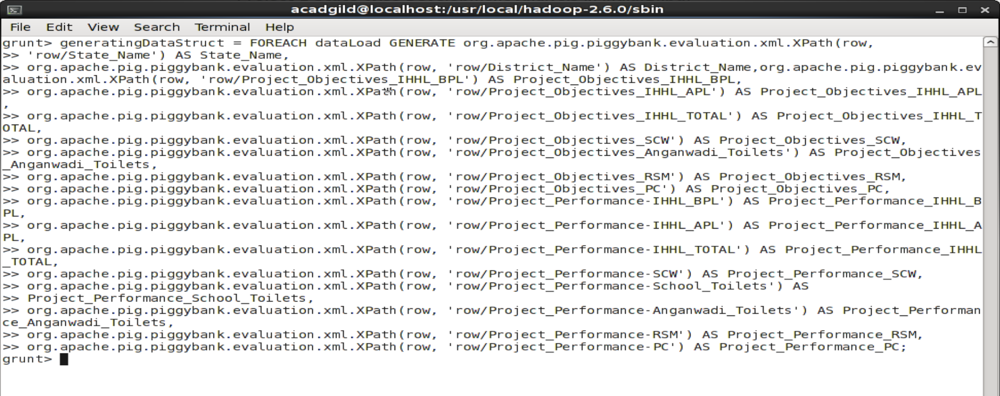 acadgild@localhost:/usr/local/hadoop-2.6.0/sbin
File Edit View Search Terminal Help
grunt> generatingDataStruct = FOREACH dataLoad GENERATE org.apache.pig.piggybank.evaluation.xml.XPath(row,
>> 'row/State_Name') AS State_Name,
>> org.apache.pig.piggybank.evaluation.xml.XPath(row, 'row/District_Name') AS District_Name,org.apache.pig.piggybank.ev
aluation.xml.XPath(row, 'row/Project_Objectives_IHHL_BPL') AS Project_Objectives_IHHL_BPL,
>> org.apache.pig.piggybank.evaluation.xml.XPath(row, 'row/Project_Objectives_IHHL_APL') AS Project_Objectives_IHHL_APL
,
>> org.apache.pig.piggybank.evaluation.xml.XPath(row, 'row/Project_Objectives_IHHL_TOTAL') AS Project_Objectives_IHHL_T
OTAL,
>> org.apache.pig.piggybank.evaluation.xml.XPath(row, 'row/Project_Objectives_SCW') AS Project_Objectives_SCW,
>> org.apache.pig.piggybank.evaluation.xml.XPath(row, 'row/Project_Objectives_Anganwadi_Toilets') AS Project_Objectives
_Anganwadi_Toilets,
>> org.apache.pig.piggybank.evaluation.xml.XPath(row, 'row/Project_Objectives_RSM') AS Project_Objectives_RSM,
>> org.apache.pig.piggybank.evaluation.xml.XPath(row, 'row/Project_Objectives_PC') AS Project_Objectives_PC,
>> org.apache.pig.piggybank.evaluation.xml.XPath(row, 'row/Project_Performance-IHHL_BPL') AS Project_Performance_IHHL_B
PL,
>> org.apache.pig.piggybank.evaluation.xml.XPath(row, 'row/Project_Performance-IHHL_APL') AS Project_Performance_IHHL_A
PL,
>> org.apache.pig.piggybank.evaluation.xml.XPath(row, 'row/Project_Performance-IHHL_TOTAL') AS Project_Performance_IHHL
_TOTAL,
>> org.apache.pig.piggybank.evaluation.xml.XPath(row, 'row/Project_Performance-SCW') AS Project_Performance_SCW,
>> org.apache.pig.piggybank.evaluation.xml.XPath(row, 'row/Project_Performance-School_Toilets') AS
>> Project_Performance_School_Toilets,
>> org.apache.pig.piggybank.evaluation.xml.XPath(row, 'row/Project_Performance-Anganwadi_Toilets') AS Project_Performan
ce_Anganwadi_Toilets,
>> org.apache.pig.piggybank.evaluation.xml.XPath(row, 'row/Project_Performance-RSM') AS Project_Performance_RSM,
>> org.apache.pig.piggybank.evaluation.xml.XPath(row, 'row/Project_Performance-PC') AS Project_Performance_PC;
grunt>